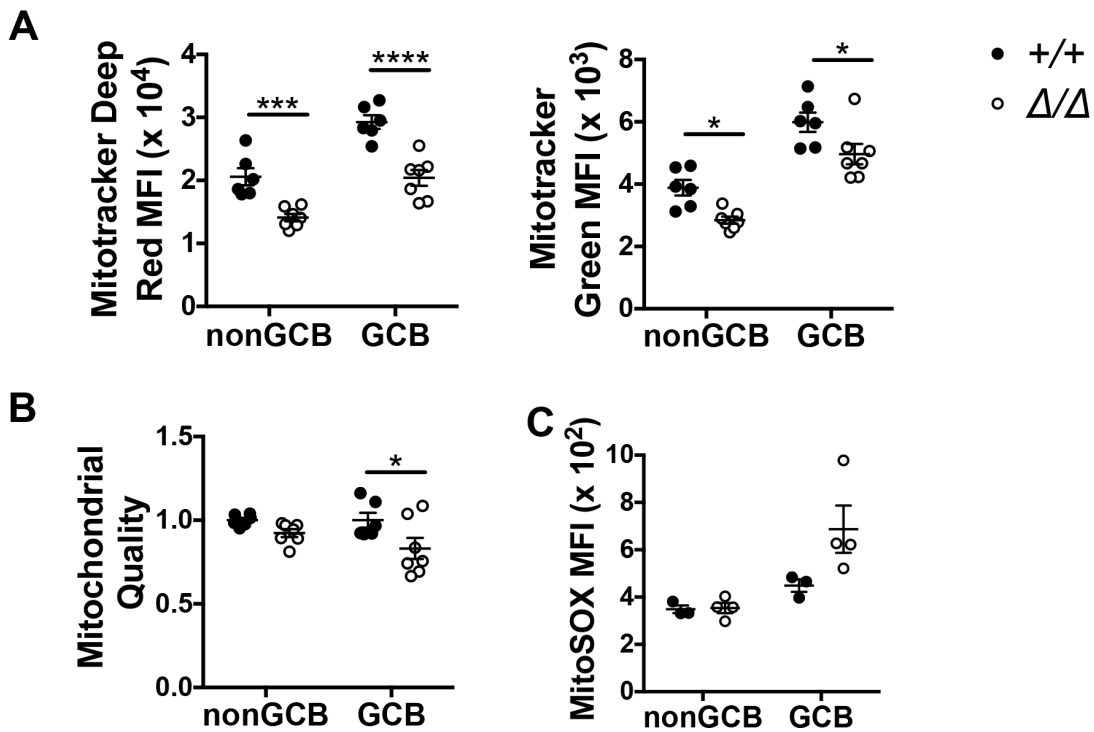 A
Mitotracker Deep
Red MFI (x 10⁴)
4
3
2
1
0
***
****
nonGCB
GCB
Mitotracker
Green MFI (x 10³)
8
6
4
2
0
*
*
nonGCB
GCB
+/+
Δ/Δ
B
Mitochondrial
Quality
1.5
1.0
0.5
0.0
*
nonGCB
GCB
C
MitoSOX MFI (x 10²)
10
8
6
4
2
0
nonGCB
GCB